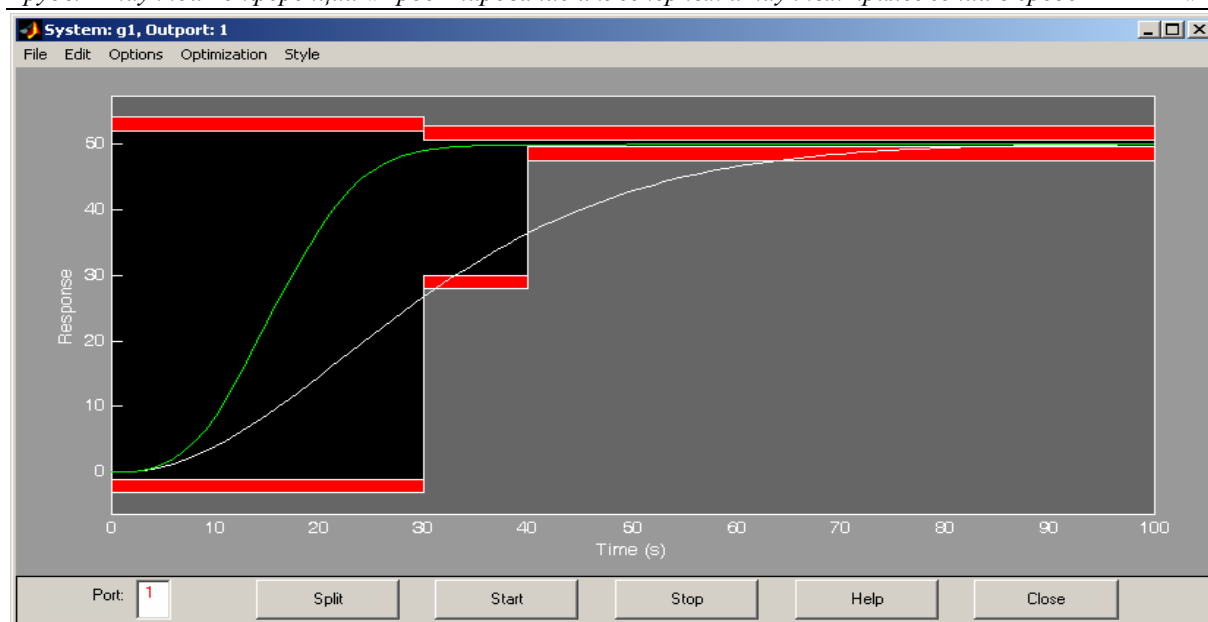 System: g1, Outport: 1
File Edit Options Optimization Style
Response
50
40
30
20
10
0
0 10 20 30 40 50 60 70 80 90 100
Time (s)
Port: 1 Split Start Stop Help Close